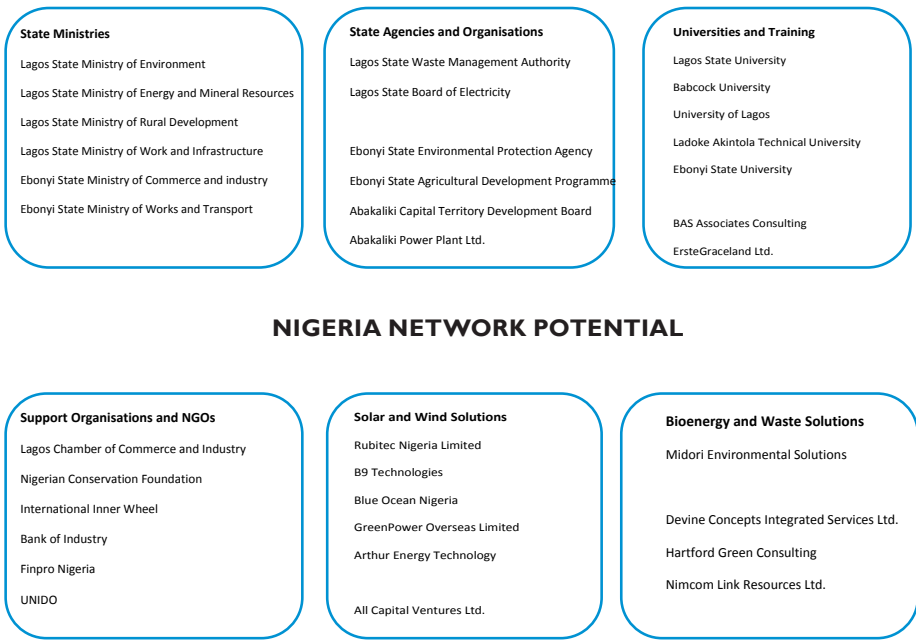 State Ministries
Lagos State Ministry of Environment
Lagos State Ministry of Energy and Mineral Resources
Lagos State Ministry of Rural Development
Lagos State Ministry of Work and Infrastructure
Ebonyi State Ministry of Commerce and industry
Ebonyi State Ministry of Works and Transport
State Agencies and Organisations
Lagos State Waste Management Authority
Lagos State Board of Electricity
Ebonyi State Environmental Protection Agency
Ebonyi State Agricultural Development Programme
Abakaliki Capital Territory Development Board
Abakaliki Power Plant Ltd.
Universities and Training
Lagos State University
Babcock University
University of Lagos
Ladoke Akintola Technical University
Ebonyi State University
BAS Associates Consulting
ErsteGraceland Ltd.
NIGERIA NETWORK POTENTIAL
Support Organisations and NGOs
Lagos Chamber of Commerce and Industry
Nigerian Conservation Foundation
International Inner Wheel
Bank of Industry
Finpro Nigeria
UNIDO
Solar and Wind Solutions
Rubitec Nigeria Limited
B9 Technologies
Blue Ocean Nigeria
GreenPower Overseas Limited
Arthur Energy Technology
All Capital Ventures Ltd.
Bioenergy and Waste Solutions
Midori Environmental Solutions
Devine Concepts Integrated Services Ltd.
Hartford Green Consulting
Nimcom Link Resources Ltd.